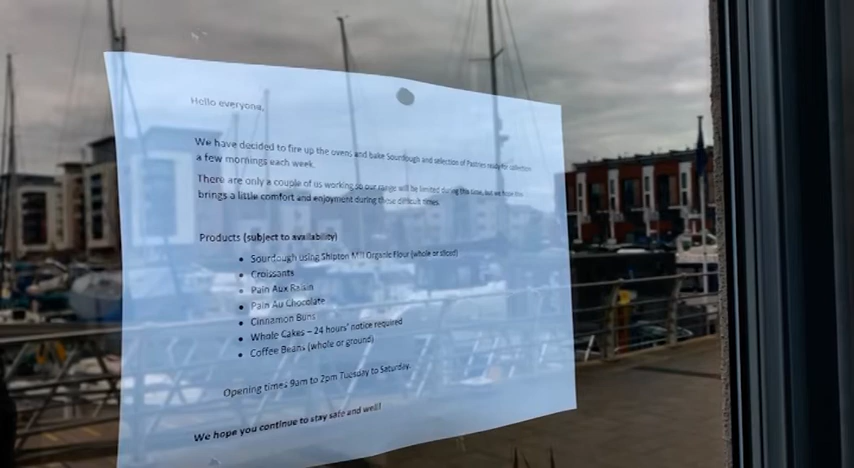 Hello everyone,
We have decided to fire up the ovens and bake Sourdough and selection of Pastries ready for collection
a few mornings each week.
There are only a couple of us working so our range will be limited during this time, but we hope this
brings a little comfort and enjoyment during these difficult times.
Products (subject to availability)
• Sourdough using Shipton Mill Organic Flour (whole or sliced)
• Croissants
• Pain Aux Raisin
• Pain Au Chocolate
• Cinnamon Buns
• Whole Cakes – 24 hours' notice required
• Coffee Beans (whole or ground)
Opening times 9am to 2pm Tuesday to Saturday
We hope you continue to stay safe and well!